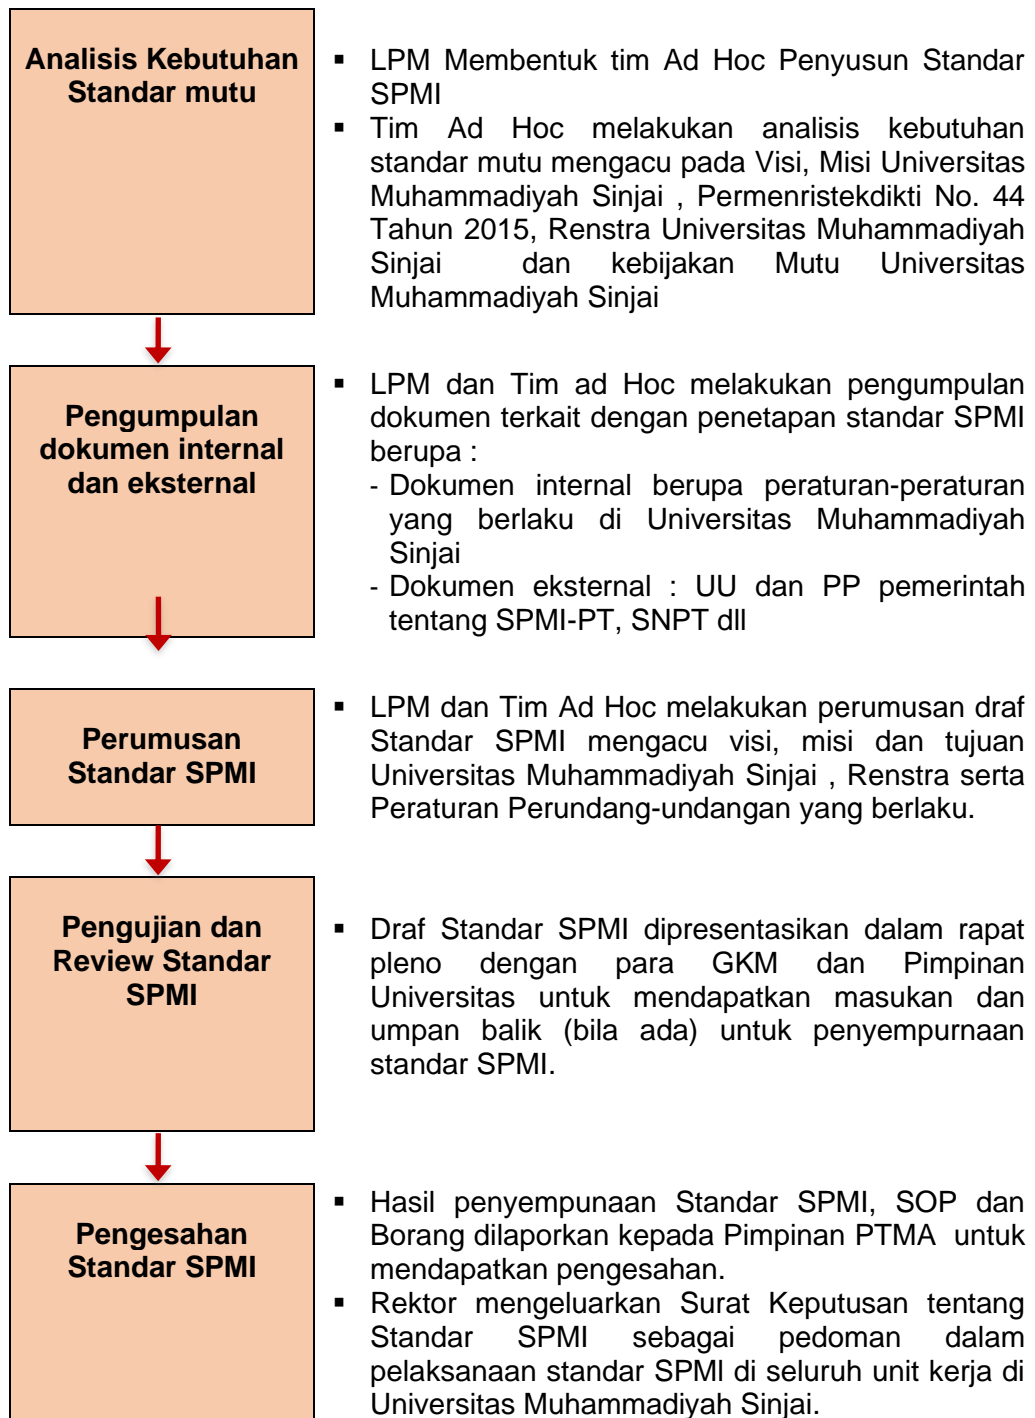 Analisis Kebutuhan
Standar mutu
▪ LPM Membentuk tim Ad Hoc Penyusun Standar
SPMI
▪ Tim Ad Hoc melakukan analisis kebutuhan
standar mutu mengacu pada Visi, Misi Universitas
Muhammadiyah Sinjai , Permenristekdikti No. 44
Tahun 2015, Renstra Universitas Muhammadiyah
Sinjai dan kebijakan Mutu Universitas
Muhammadiyah Sinjai
Pengumpulan
dokumen internal
dan eksternal
▪ LPM dan Tim ad Hoc melakukan pengumpulan
dokumen terkait dengan penetapan standar SPMI
berupa :
- Dokumen internal berupa peraturan-peraturan
yang berlaku di Universitas Muhammadiyah
Sinjai
- Dokumen eksternal : UU dan PP pemerintah
tentang SPMI-PT, SNPT dll
Perumusan
Standar SPMI
▪ LPM dan Tim Ad Hoc melakukan perumusan draf
Standar SPMI mengacu visi, misi dan tujuan
Universitas Muhammadiyah Sinjai , Renstra serta
Peraturan Perundang-undangan yang berlaku.
Pengujian dan
Review Standar
SPMI
▪ Draf Standar SPMI dipresentasikan dalam rapat
pleno dengan para GKM dan Pimpinan
Universitas untuk mendapatkan masukan dan
umpan balik (bila ada) untuk penyempurnaan
standar SPMI.
Pengesahan
Standar SPMI
▪ Hasil penyempunaan Standar SPMI, SOP dan
Borang dilaporkan kepada Pimpinan PTMA untuk
mendapatkan pengesahan.
▪ Rektor mengeluarkan Surat Keputusan tentang
Standar SPMI sebagai pedoman dalam
pelaksanaan standar SPMI di seluruh unit kerja di
Universitas Muhammadiyah Sinjai.